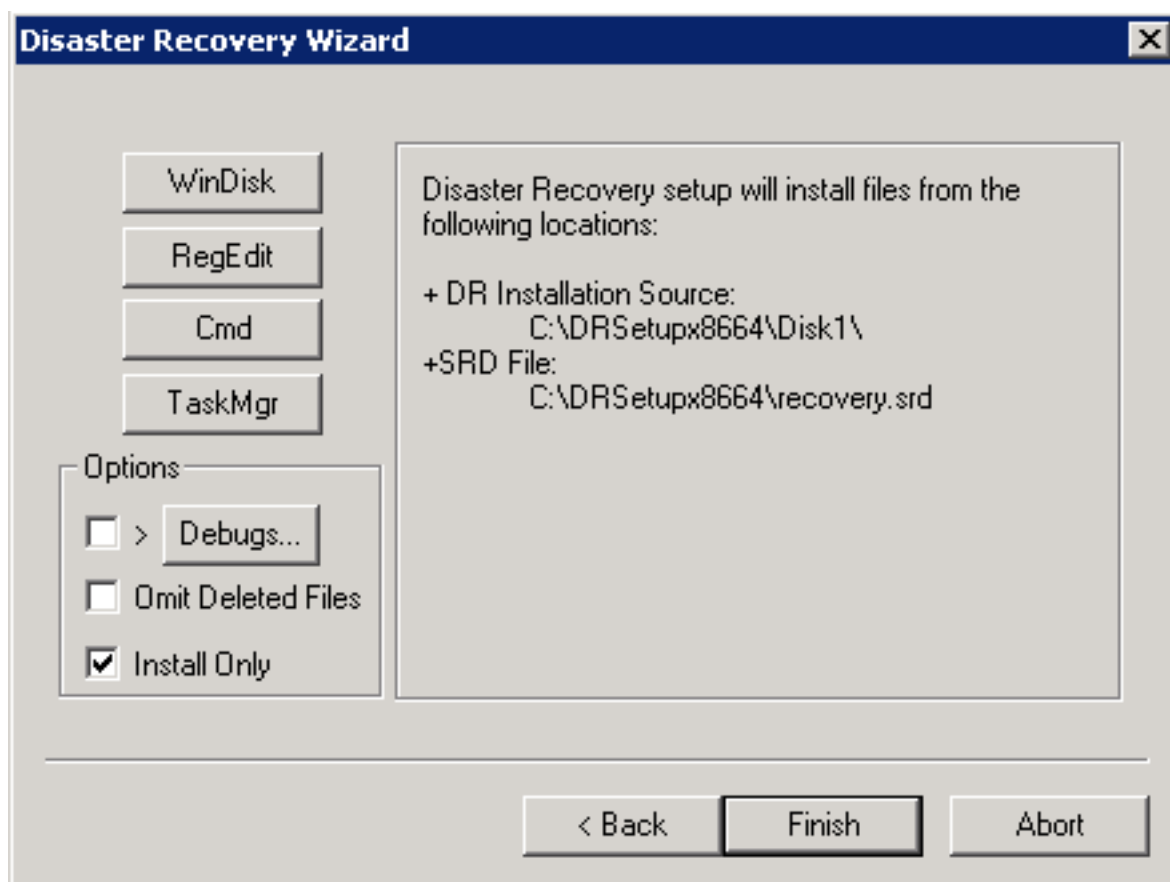 Disaster Recovery Wizard
WinDisk
RegEdit
Cmd
TaskMgr
Options
> Debugs...
Omit Deleted Files
Install Only
Disaster Recovery setup will install files from the
following locations:
+ DR Installation Source:
C:\DRSetupx8664\Disk1\
+SRD File:
C:\DRSetupx8664\recovery.srd
< Back
Finish
Abort